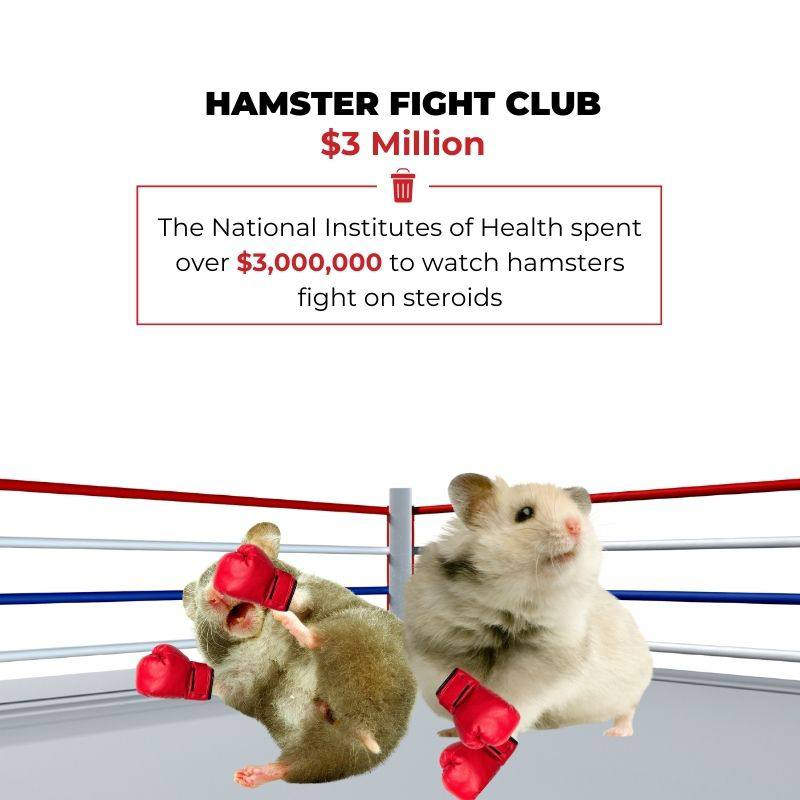 HAMSTER FIGHT CLUB
$3 Million
The National Institutes of Health spent
over $3,000,000 to watch hamsters
fight on steroids